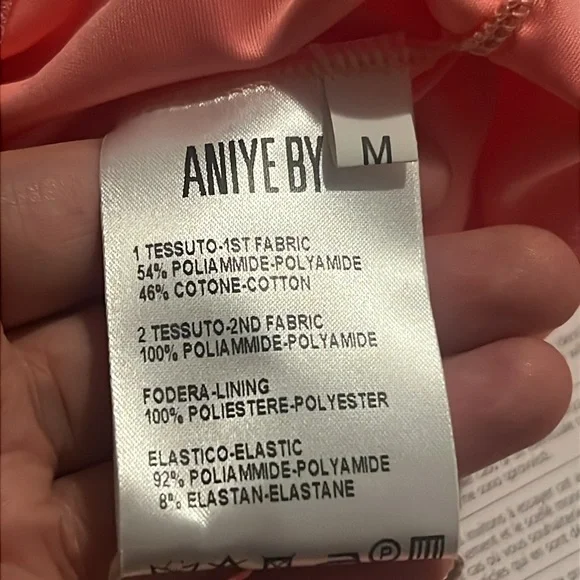 M
ANIYE BY
1 TESSUTO-1ST FABRIC
54% POLIAMMIDE-POLYAMIDE
46% COTONE-COTTON
2 TESSUTO-2ND FABRIC
100% POLIAMMIDE-POLYAMIDE
FODERA-LINING
100% POLIESTERE-POLYESTER
ELASTICO-ELASTIC
92% POLIAMMIDE-POLYAMIDE
8% ELASTAN-ELASTANE
P